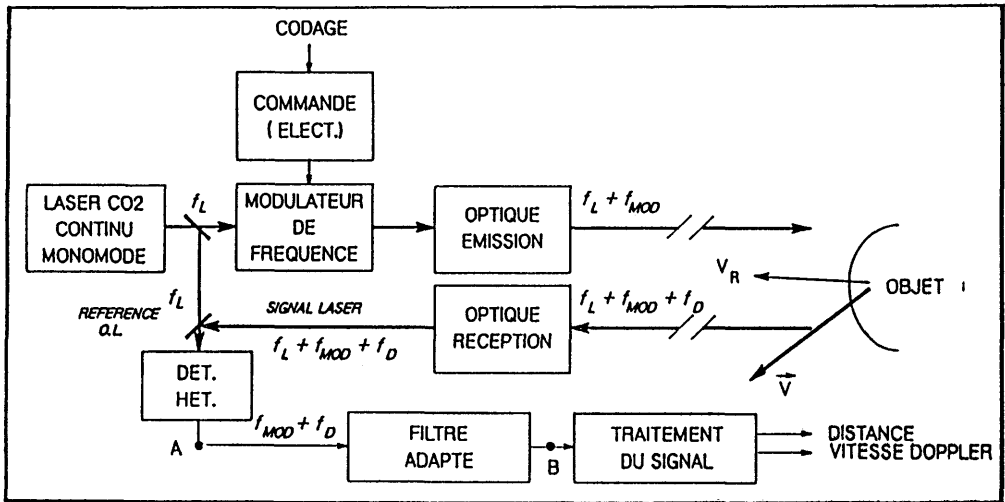 CODAGE
COMMANDE
( ELECT.)
LASER CO2
CONTINU
MONOMODE
f_L
MODULATEUR
DE
FREQUENCE
OPTIQUE
EMISSION
f_L + f_MOD
V_R
OBJET i
V
REFERENCE
O.L.
f_L
SIGNAL LASER
f_L + f_MOD + f_D
OPTIQUE
RECEPTION
f_L + f_MOD + f_D
DET.
HET.
A
f_MOD + f_D
FILTRE
ADAPTE
B
TRAITEMENT
DU SIGNAL
DISTANCE
VITESSE DOPPLER